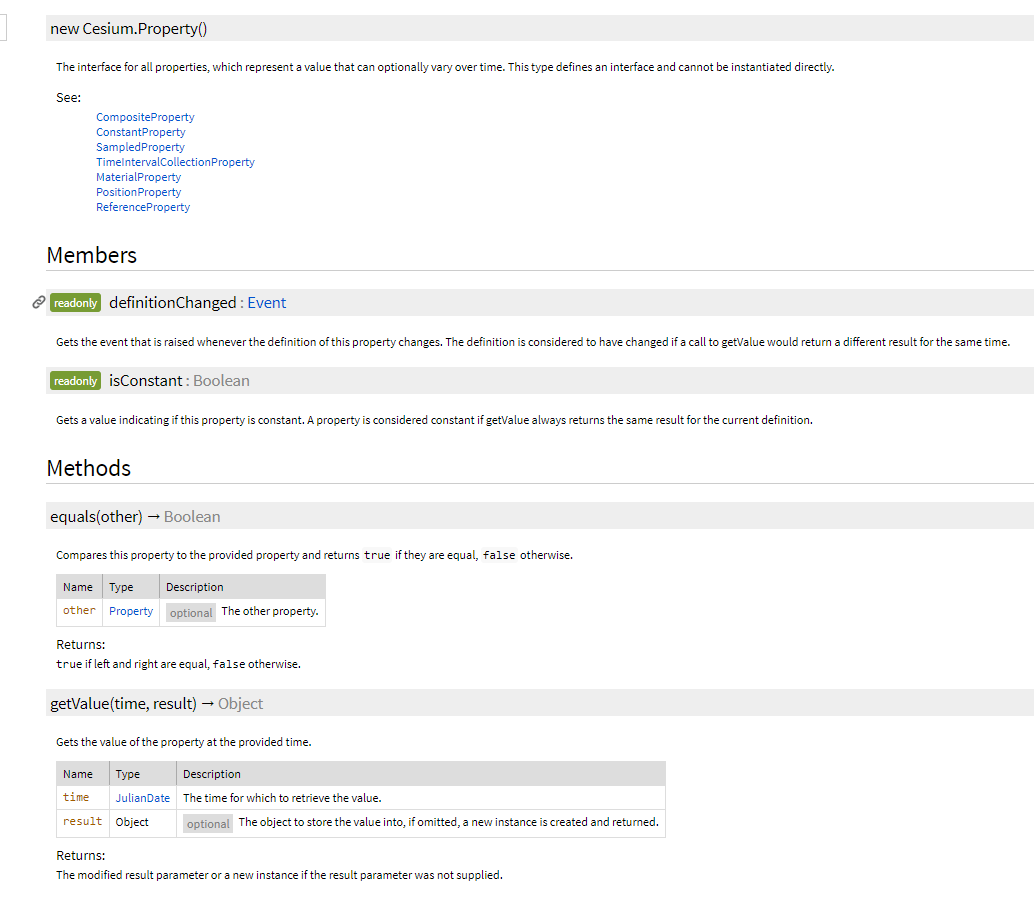 new Cesium.Property()
The interface for all properties, which represent a value that can optionally vary over time. This type defines an interface and cannot be instantiated directly.
See:
CompositeProperty
ConstantProperty
SampledProperty
TimeIntervalCollectionProperty
MaterialProperty
PositionProperty
ReferenceProperty
Members
readonly definitionChanged : Event
Gets the event that is raised whenever the definition of this property changes. The definition is considered to have changed if a call to getValue would return a different result for the same time.
readonly isConstant : Boolean
Gets a value indicating if this property is constant. A property is considered constant if getValue always returns the same result for the current definition.
Methods
equals(other) → Boolean
Compares this property to the provided property and returns true if they are equal, false otherwise.
Name Type Description
other Property optional The other property.
Returns:
true if left and right are equal, false otherwise.
getValue(time, result) → Object
Gets the value of the property at the provided time.
Name Type Description
time JulianDate The time for which to retrieve the value.
result Object optional The object to store the value into, if omitted, a new instance is created and returned.
Returns:
The modified result parameter or a new instance if the result parameter was not supplied.